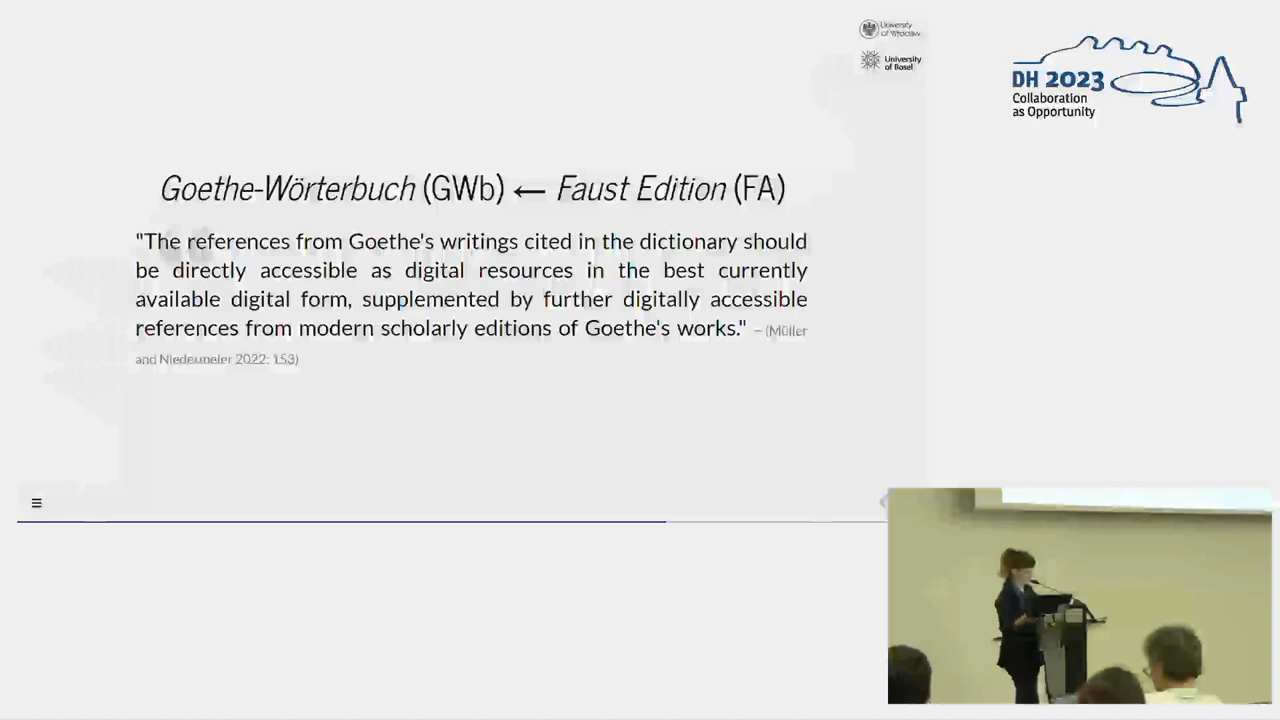 University
of Wrocław
University
of Basel
DH 2023
Collaboration
as Opportunity
Goethe-Wörterbuch (GWb) ← Faust Edition (FA)
"The references from Goethe's writings cited in the dictionary should
be directly accessible as digital resources in the best currently
available digital form, supplemented by further digitally accessible
references from modern scholarly editions of Goethe's works." – (Müller
and Niedermeier 2022: 153)